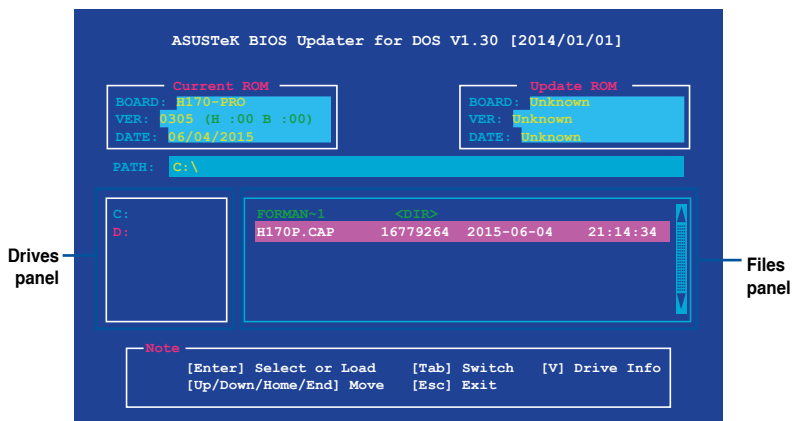 ASUSTeK BIOS Updater for DOS V1.30 [2014/01/01]
Current ROM
BOARD: H170-PRO
VER: 0305 (H :00 B :00)
DATE: 06/04/2015
Update ROM
BOARD: Unknown
VER: Unknown
DATE: Unknown
PATH: C:\
C:
D:
FORMAN~1 <DIR>
H170P.CAP 16779264 2015-06-04 21:14:34
Drives
panel
Files
panel
Note
[Enter] Select or Load [Tab] Switch [V] Drive Info
[Up/Down/Home/End] Move [Esc] Exit